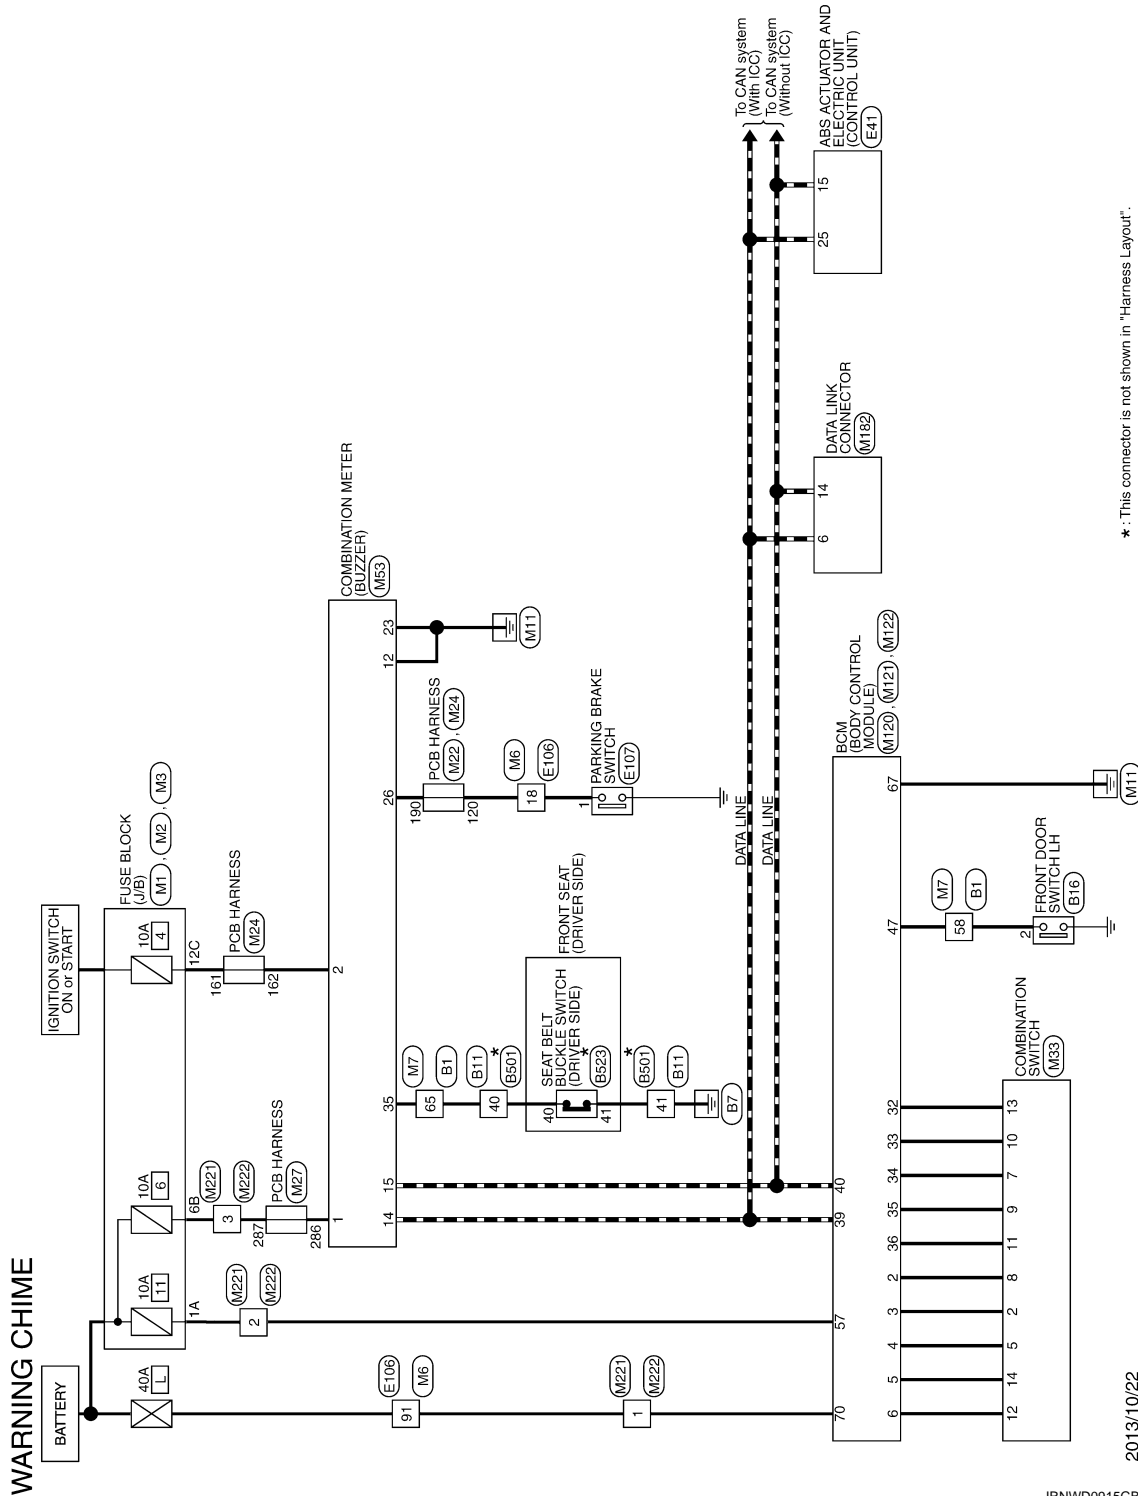 WARNING CHIME
BATTERY
IGNITION SWITCH
ON or START
40A
L
10A
11
10A
6
10A
4
FUSE BLOCK
(J/B)
M1 , M2 , M3
1A
6B
12C
M221
M222
2
M221
M222
3
287
PCB HARNESS
M27
286
161
PCB HARNESS
M24
162
1
2
COMBINATION METER
(BUZZER)
M53
14
15
35
26
12
23
E106
M6
91
M221
M222
1
M7
B1
65
B11
*
B501
40
FRONT SEAT
(DRIVER SIDE)
SEAT BELT
BUCKLE SWITCH
(DRIVER SIDE)
*
B523
40
41
*
B501
B11
41
B7
190
PCB HARNESS
M22 , M24
120
M6
E106
18
1
PARKING BRAKE
SWITCH
E107
M11
DATA LINE
DATA LINE
To CAN system
(With ICC)
To CAN system
(Without ICC)
70
57
39
40
BCM
(BODY CONTROL
MODULE)
M120 , M121 , M122
6
5
4
3
2
36
35
34
33
32
47
67
12
14
5
2
8
11
9
7
10
13
COMBINATION
SWITCH
M33
M7
B1
58
2
FRONT DOOR
SWITCH LH
B16
M11
6
14
DATA LINK
CONNECTOR
M182
25
15
ABS ACTUATOR AND
ELECTRIC UNIT
(CONTROL UNIT)
E41
* : This connector is not shown in "Harness Layout".
2013/10/22